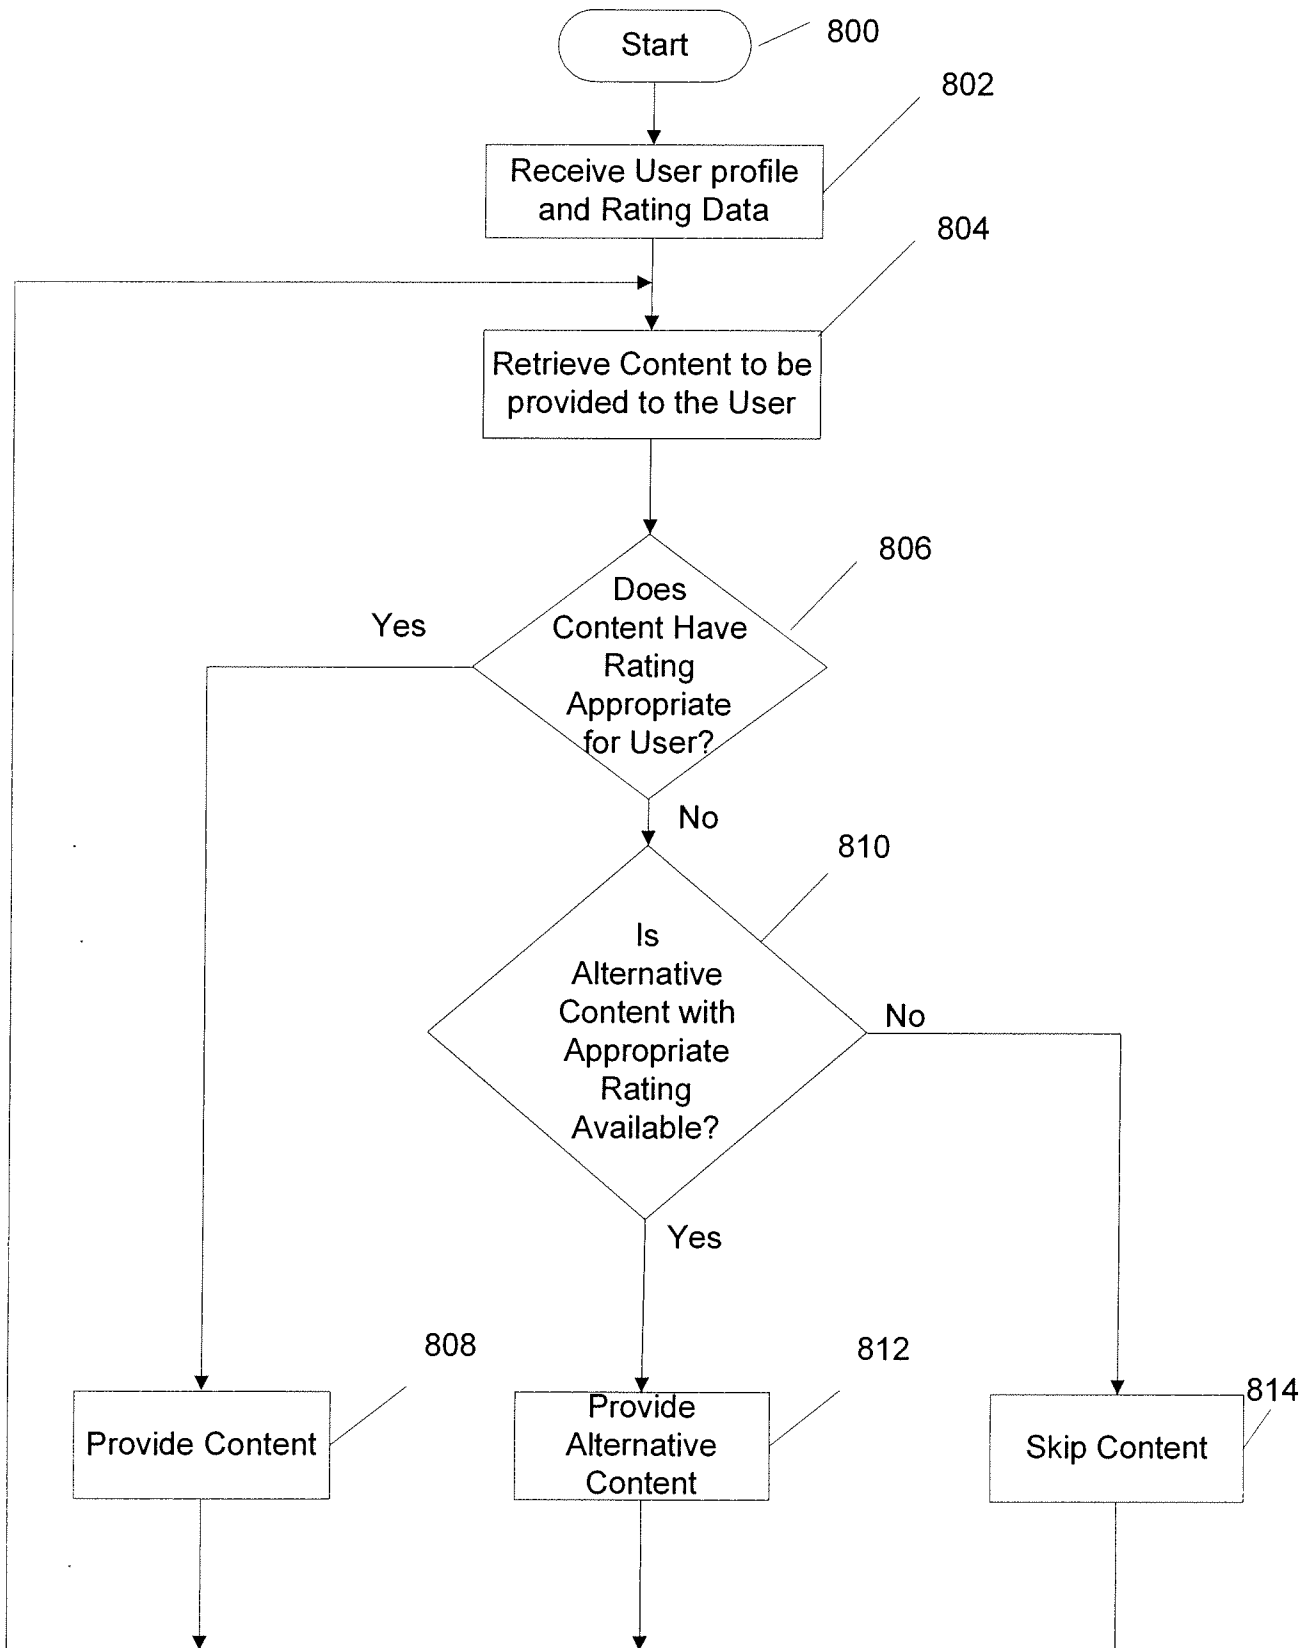 Start
800
802
Receive User profile
and Rating Data
804
Retrieve Content to be
provided to the User
806
Does
Content Have
Rating
Appropriate
for User?
Yes
No
810
Is
Alternative
Content with
Appropriate
Rating
Available?
No
Yes
808
812
814
Provide Content
Provide
Alternative
Content
Skip Content